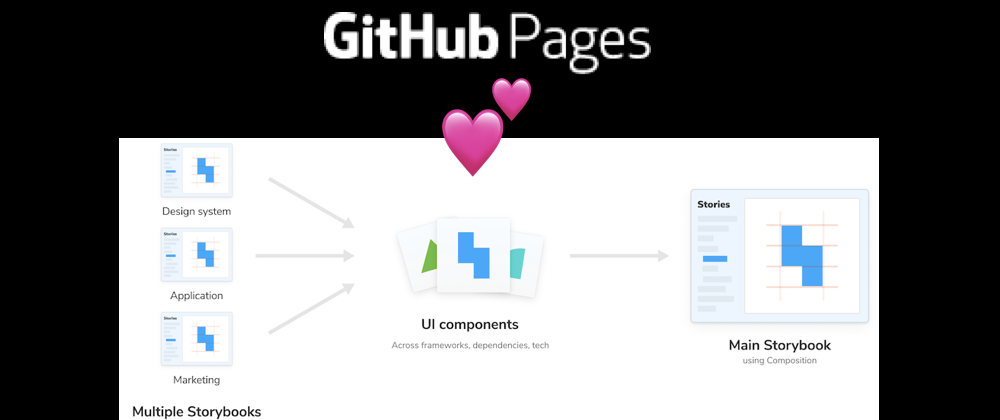 GitHub Pages
Stories
Design system
Stories
Application
Stories
Marketing
Multiple Storybooks
UI components
Across frameworks, dependencies, tech
Stories
Main Storybook
using Composition